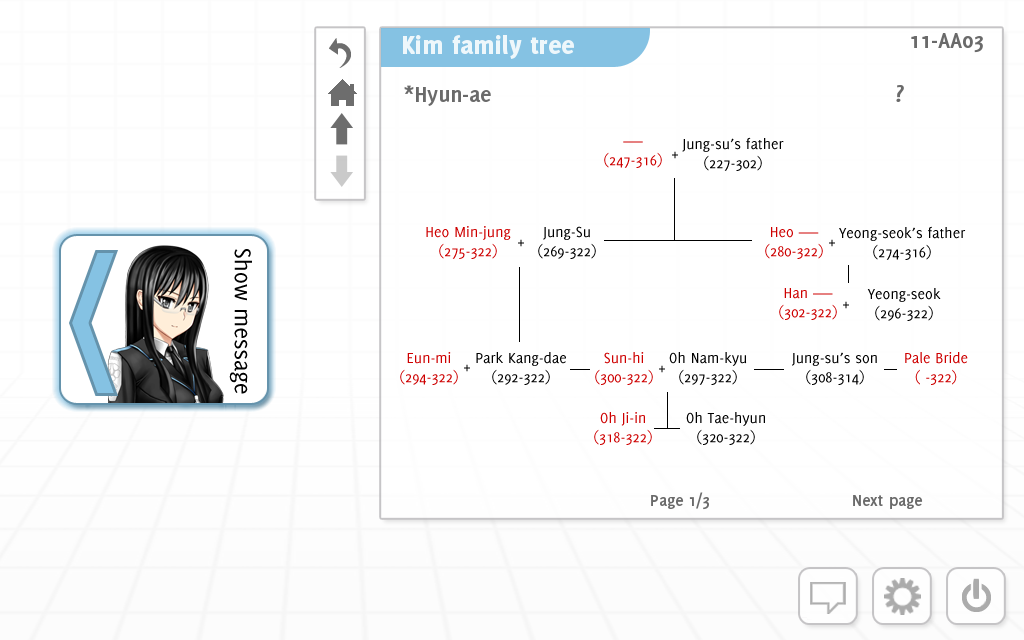 Kim family tree
11-AA03
*Hyun-ae
?
— (247-316) + Jung-su's father (227-302)
Heo Min-jung (275-322) + Jung-Su (269-322)
Heo — (280-322) + Yeong-seok's father (274-316)
Han — (302-322) + Yeong-seok (296-322)
Eun-mi (294-322) + Park Kang-dae (292-322)
Sun-hi (300-322) + Oh Nam-kyu (297-322)
Jung-su's son (308-314)
Pale Bride ( -322)
Oh Ji-in (318-322)
Oh Tae-hyun (320-322)
Page 1/3
Next page
Show message